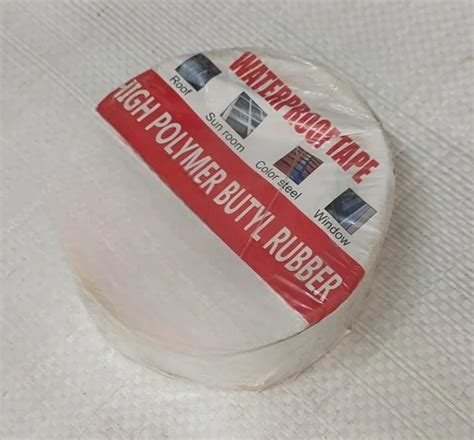 WATERPROOF TAPE
Roof
Sun room
Color steel
Window
HIGH POLYMER BUTYL RUBBER